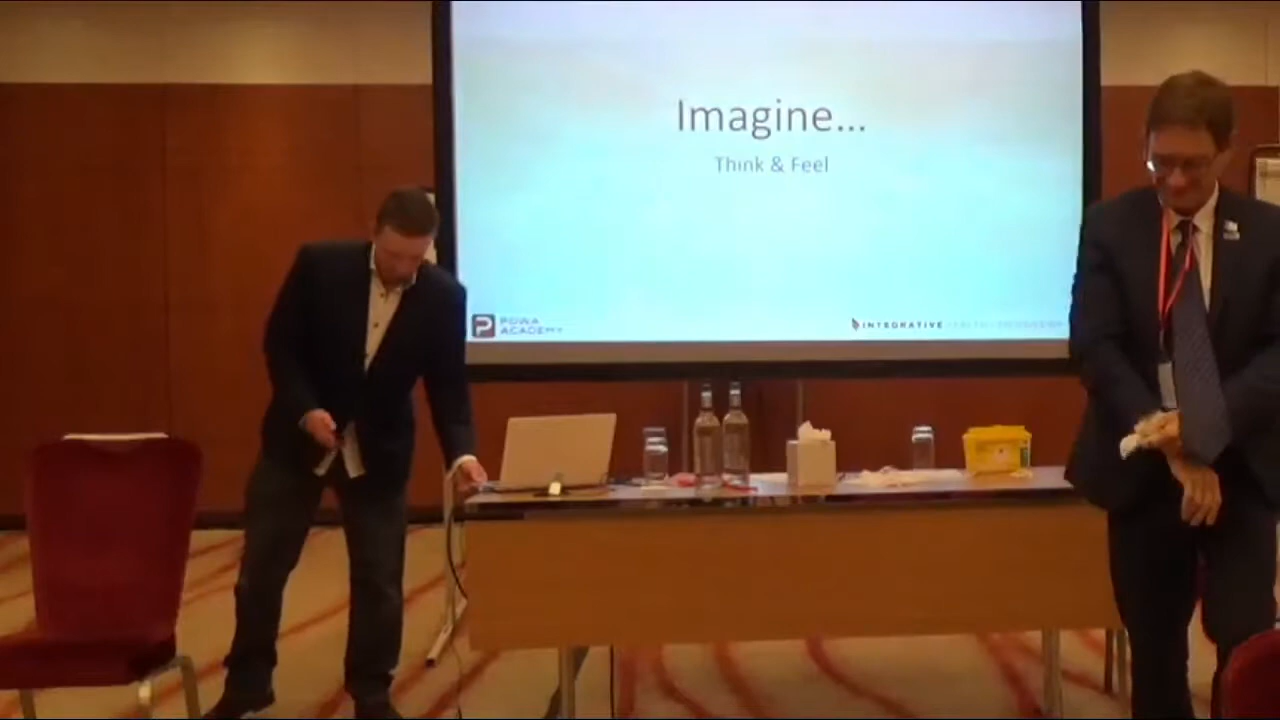 Imagine...
Think & Feel
POWA
ACADEMY
INTEGRATIVE